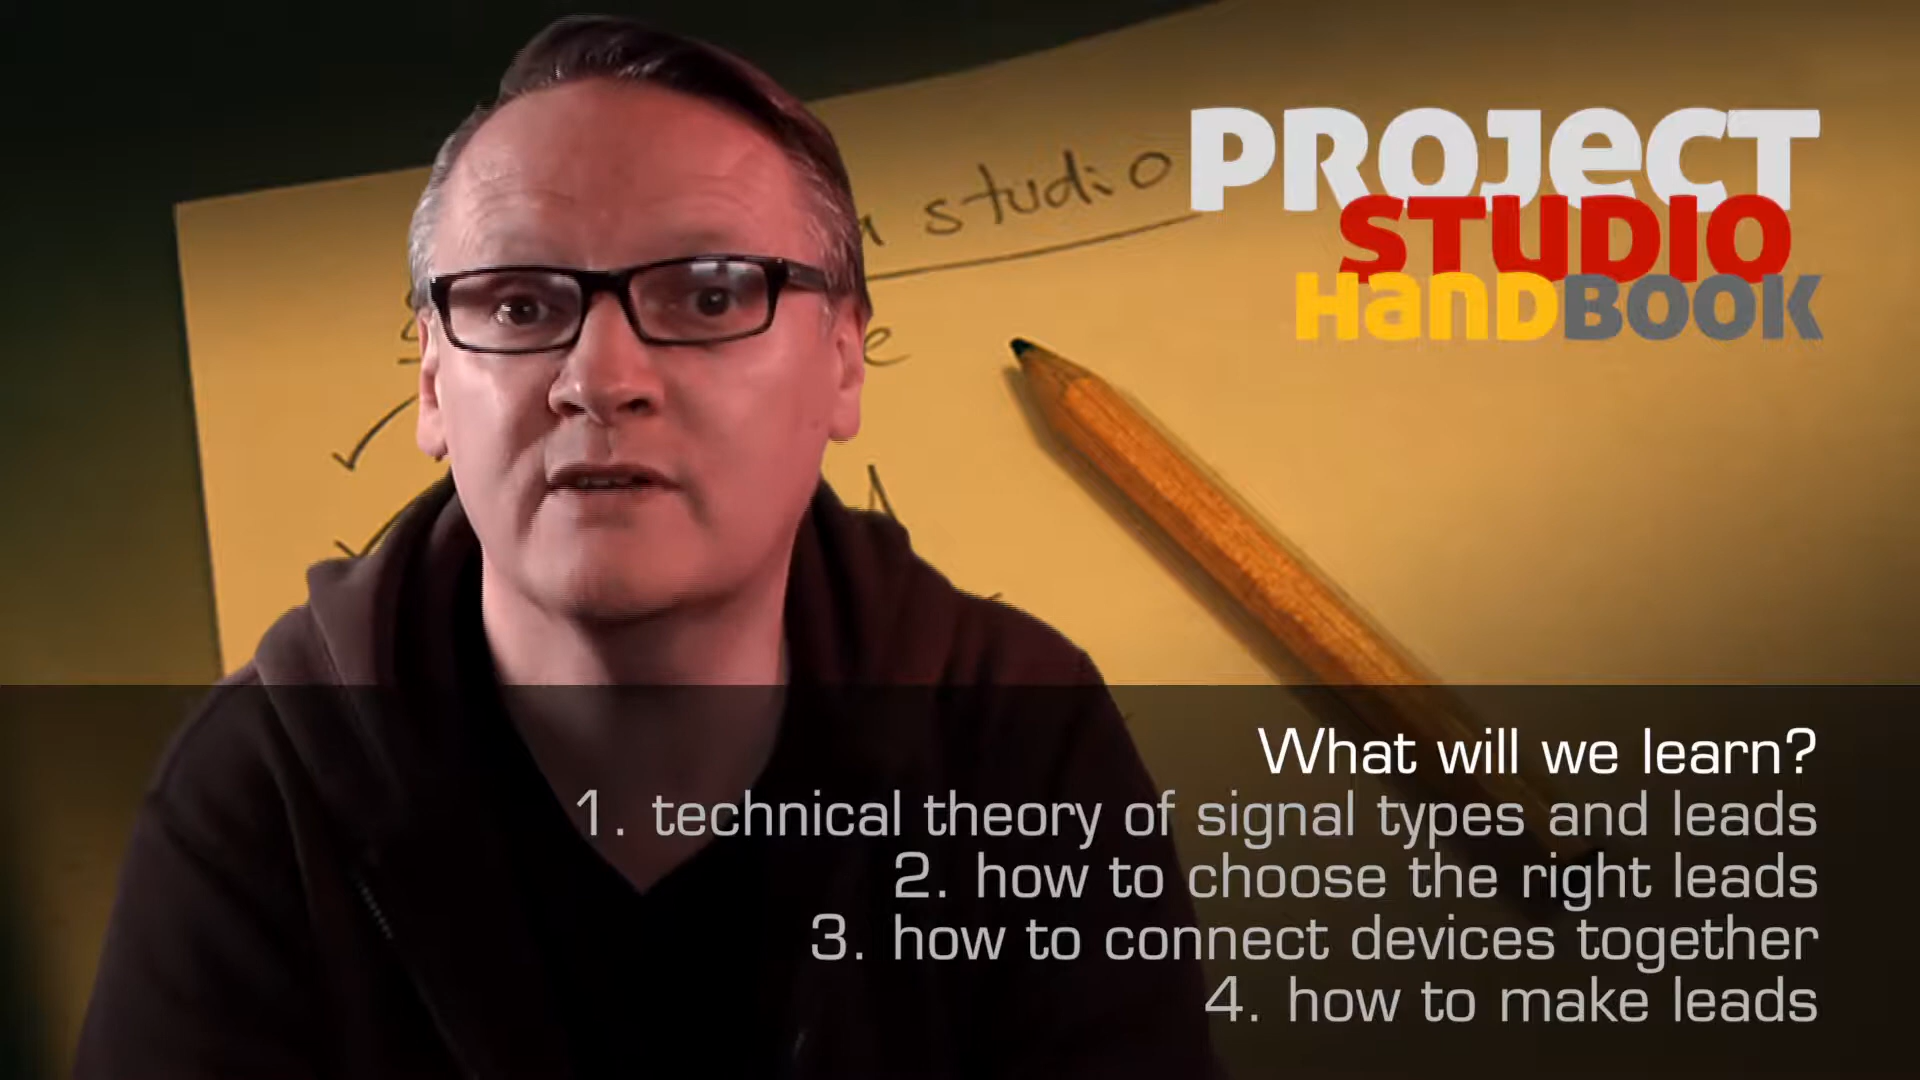 studio
PROJECT
STUDIO
HANDBOOK
What will we learn?
1. technical theory of signal types and leads
2. how to choose the right leads
3. how to connect devices together
4. how to make leads